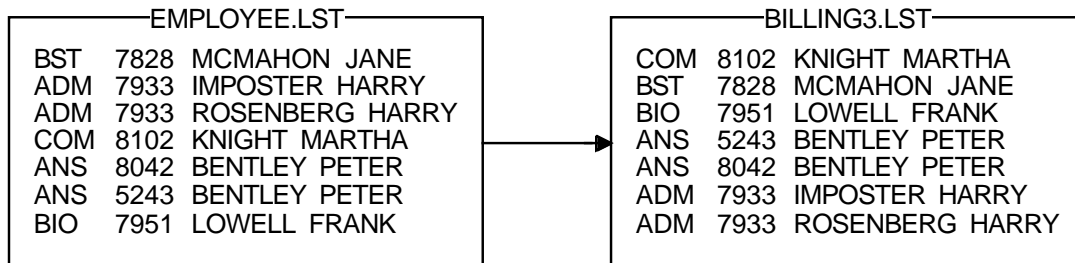 EMPLOYEE.LST
BST 7828 MCMAHON JANE
ADM 7933 IMPOSTER HARRY
ADM 7933 ROSENBERG HARRY
COM 8102 KNIGHT MARTHA
ANS 8042 BENTLEY PETER
ANS 5243 BENTLEY PETER
BIO 7951 LOWELL FRANK
BILLING3.LST
COM 8102 KNIGHT MARTHA
BST 7828 MCMAHON JANE
BIO 7951 LOWELL FRANK
ANS 5243 BENTLEY PETER
ANS 8042 BENTLEY PETER
ADM 7933 IMPOSTER HARRY
ADM 7933 ROSENBERG HARRY